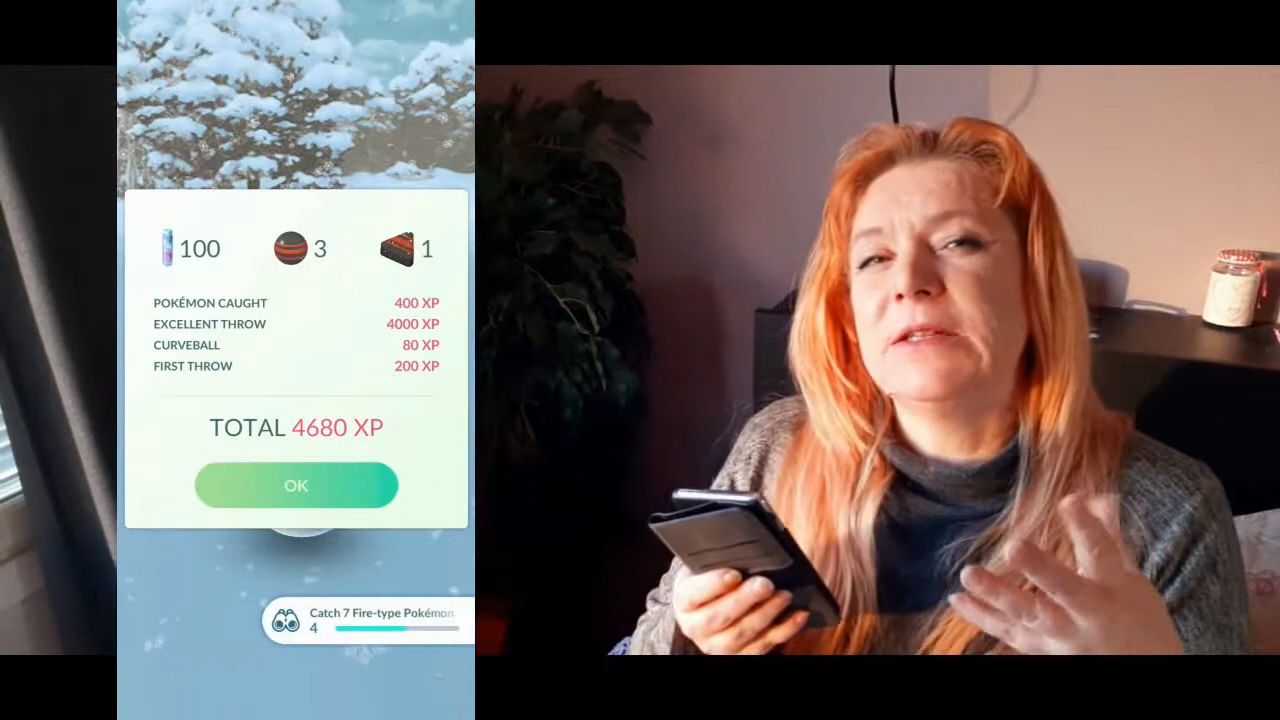 100 3 1
POKÉMON CAUGHT 400 XP
EXCELLENT THROW 4000 XP
CURVEBALL 80 XP
FIRST THROW 200 XP
TOTAL 4680 XP
OK
Catch 7 Fire-type Pokémon
4